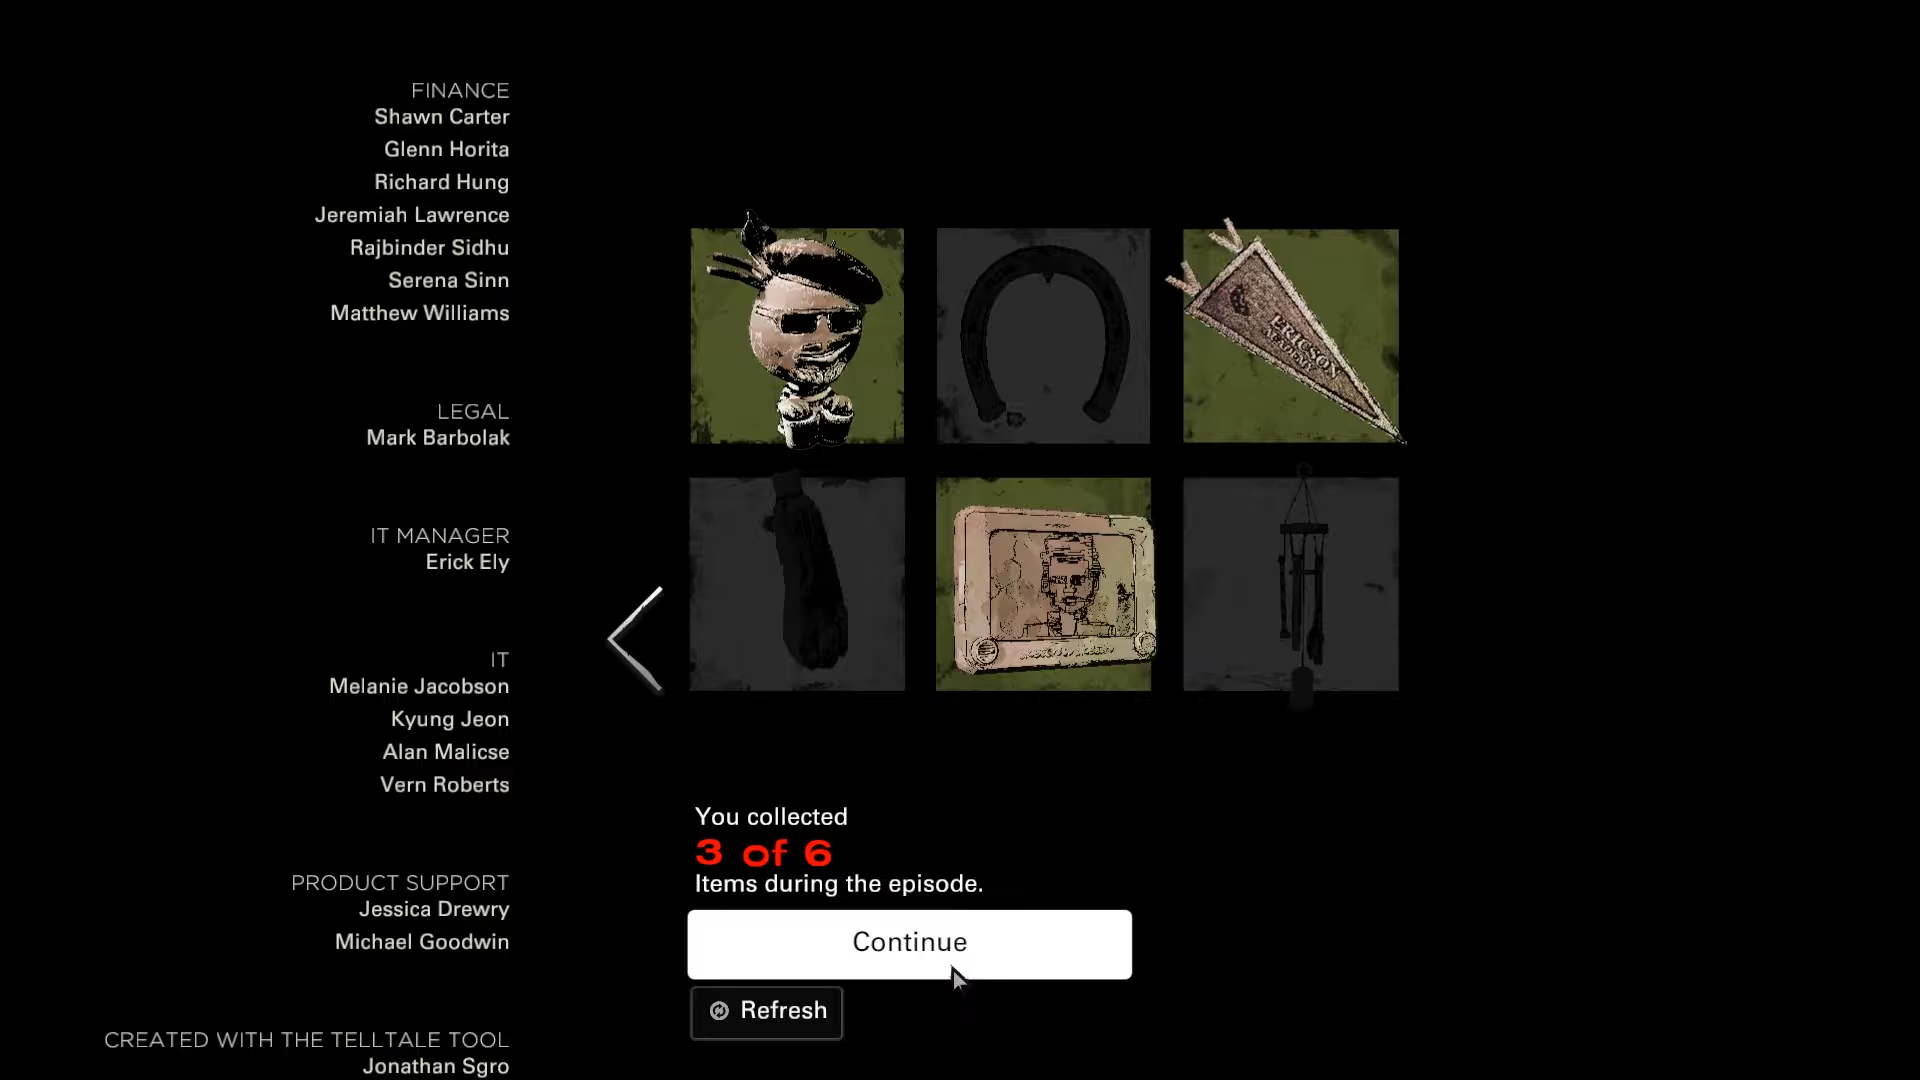 FINANCE
Shawn Carter
Glenn Horita
Richard Hung
Jeremiah Lawrence
Rajbinder Sidhu
Serena Sinn
Matthew Williams
LEGAL
Mark Barbolak
IT MANAGER
Erick Ely
IT
Melanie Jacobson
Kyung Jeon
Alan Malicse
Vern Roberts
PRODUCT SUPPORT
Jessica Drewry
Michael Goodwin
CREATED WITH THE TELLTALE TOOL
Jonathan Sgro
ERICSON
ACADEMY
You collected
3 of 6
Items during the episode.
Continue
Refresh